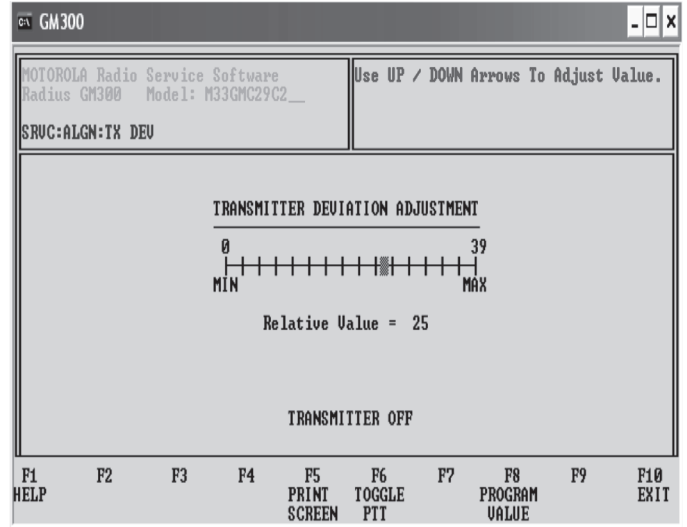 GM300
MOTOROLA Radio Service Software
Radius GM300 Model: M33GMC29C2__
SRVC:ALGN:TX DEV
Use UP / DOWN Arrows To Adjust Value.
TRANSMITTER DEVIATION ADJUSTMENT
0 39
MIN MAX
Relative Value = 25
TRANSMITTER OFF
F1 F2 F3 F4 F5 F6 F7 F8 F9 F10
HELP PRINT TOGGLE PROGRAM EXIT
SCREEN PTT VALUE